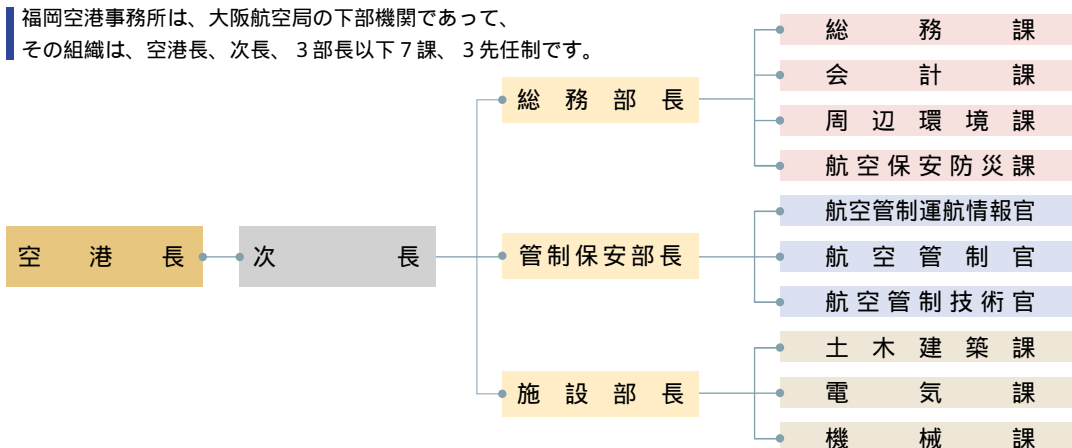 福岡空港事務所は、大阪航空局の下部機関であって、
その組織は、空港長、次長、３部長以下７課、３先任制です。
空港長
次長
総務部長
総務課
会計課
周辺環境課
航空保安防災課
管制保安部長
航空管制運航情報官
航空管制官
航空管制技術官
施設部長
土木建築課
電気課
機械課